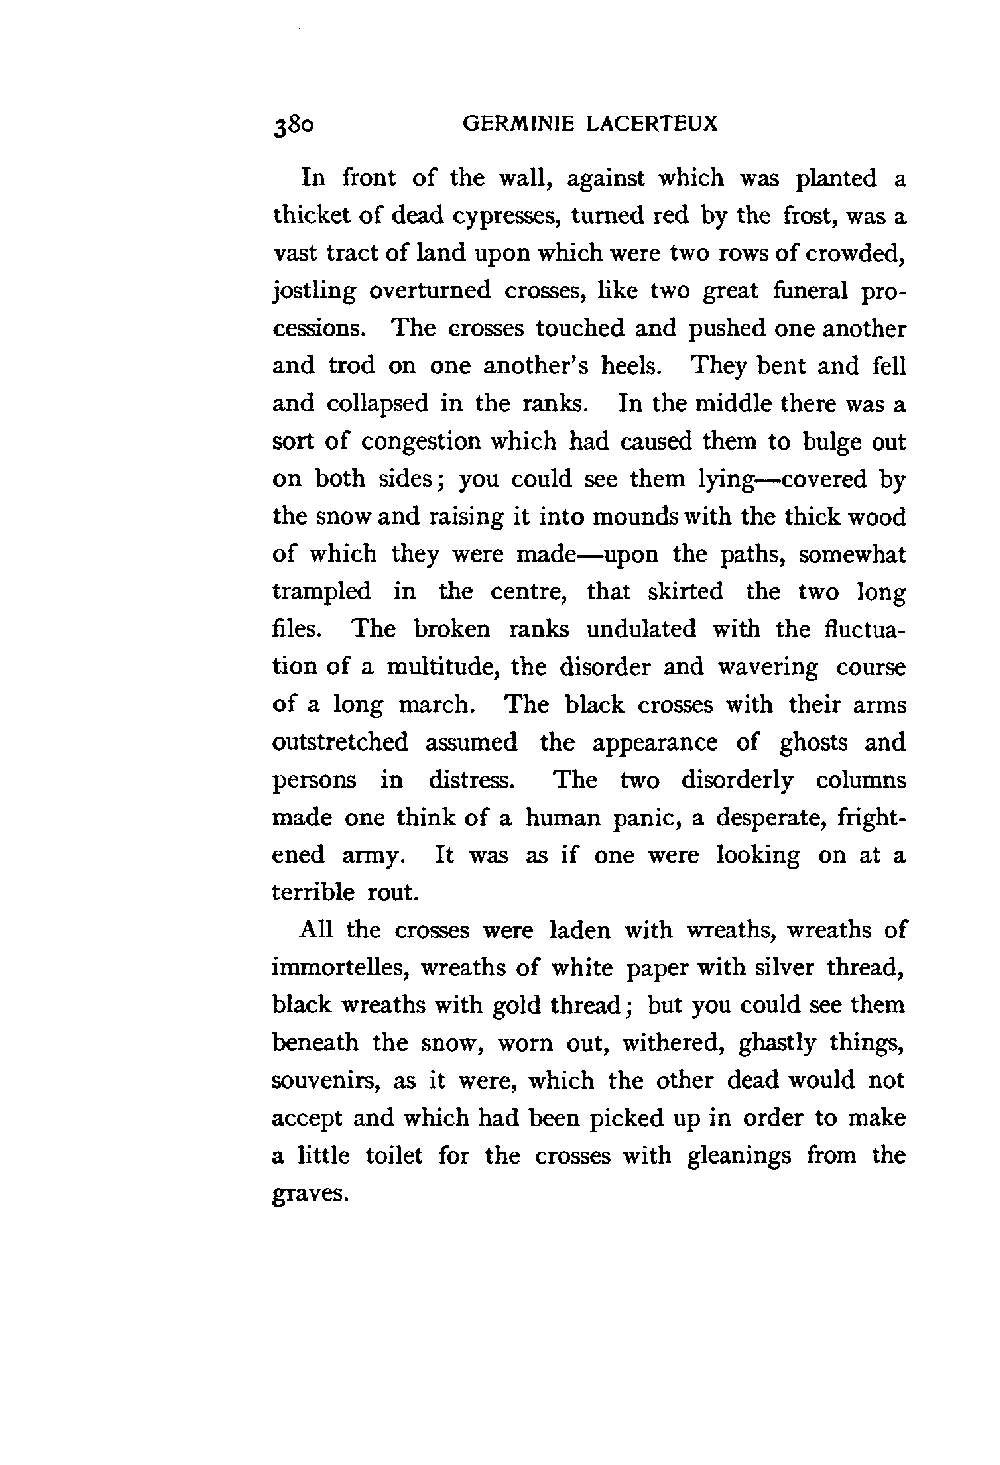 380 GERMINIE LACERTEUX
In front of the wall, against which was planted a
thicket of dead cypresses, turned red by the frost, was a
vast tract of land upon which were two rows of crowded,
jostling overturned crosses, like two great funeral pro-
cessions. The crosses touched and pushed one another
and trod on one another's heels. They bent and fell
and collapsed in the ranks. In the middle there was a
sort of congestion which had caused them to bulge out
on both sides; you could see them lying—covered by
the snow and raising it into mounds with the thick wood
of which they were made—upon the paths, somewhat
trampled in the centre, that skirted the two long
files. The broken ranks undulated with the fluctua-
tion of a multitude, the disorder and wavering course
of a long march. The black crosses with their arms
outstretched assumed the appearance of ghosts and
persons in distress. The two disorderly columns
made one think of a human panic, a desperate, fright-
ened army. It was as if one were looking on at a
terrible rout.
All the crosses were laden with wreaths, wreaths of
immortelles, wreaths of white paper with silver thread,
black wreaths with gold thread; but you could see them
beneath the snow, worn out, withered, ghastly things,
souvenirs, as it were, which the other dead would not
accept and which had been picked up in order to make
a little toilet for the crosses with gleanings from the
graves.